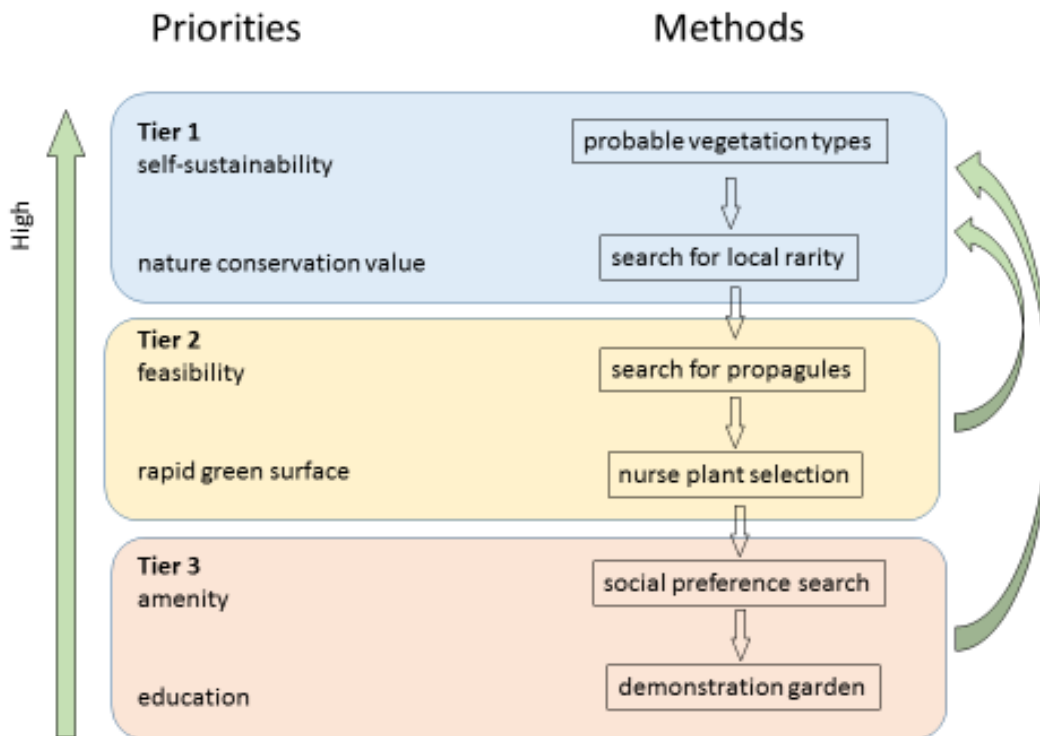 Priorities
Methods
High
Tier 1
self-sustainability
probable vegetation types
nature conservation value
search for local rarity
Tier 2
feasibility
search for propagules
rapid green surface
nurse plant selection
Tier 3
amenity
social preference search
education
demonstration garden